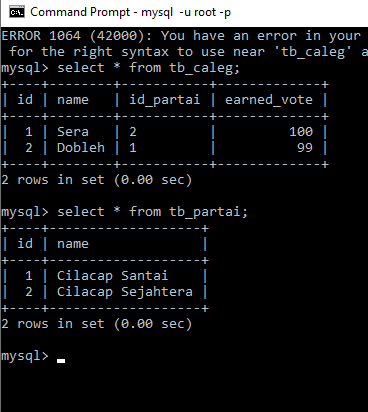 Command Prompt - mysql -u root -p
ERROR 1064 (42000): You have an error in your
for the right syntax to use near 'tb_caleg' a
mysql> select * from tb_caleg;
+----+--------+-----------+-------------+
| id | name   | id_partai | earned_vote |
+----+--------+-----------+-------------+
|  1 | Sera   | 2         |         100 |
|  2 | Dobleh | 1         |          99 |
+----+--------+-----------+-------------+
2 rows in set (0.00 sec)
mysql> select * from tb_partai;
+----+-------------------+
| id | name              |
+----+-------------------+
|  1 | Cilacap Santai    |
|  2 | Cilacap Sejahtera |
+----+-------------------+
2 rows in set (0.00 sec)
mysql> _